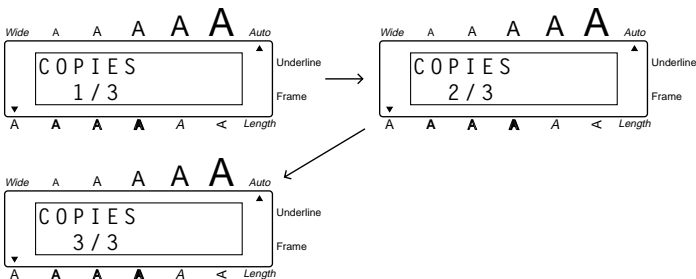 Wide A A A A A Auto
COPIES
1/3
Underline
Frame
A A A A A A Length
Wide A A A A A Auto
COPIES
2/3
Underline
Frame
A A A A A A Length
Wide A A A A A Auto
COPIES
3/3
Underline
Frame
A A A A A A Length